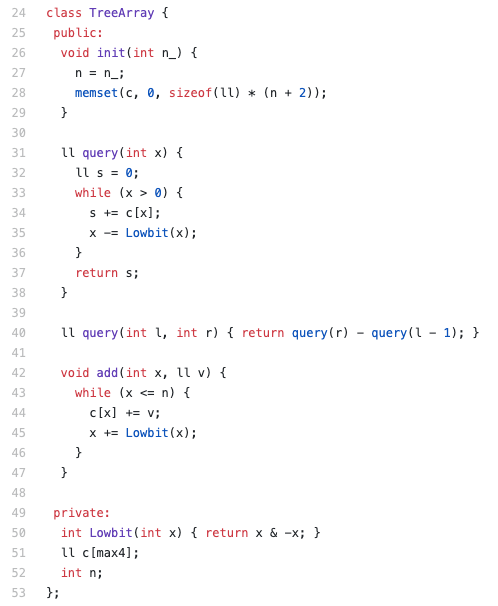 24 class TreeArray {
25  public:
26   void init(int n_) {
27     n = n_;
28     memset(c, 0, sizeof(ll) * (n + 2));
29   }
30
31   ll query(int x) {
32     ll s = 0;
33     while (x > 0) {
34       s += c[x];
35       x -= Lowbit(x);
36     }
37     return s;
38   }
39
40   ll query(int l, int r) { return query(r) - query(l - 1); }
41
42   void add(int x, ll v) {
43     while (x <= n) {
44       c[x] += v;
45       x += Lowbit(x);
46     }
47   }
48
49  private:
50   int Lowbit(int x) { return x & -x; }
51   ll c[max4];
52   int n;
53 };